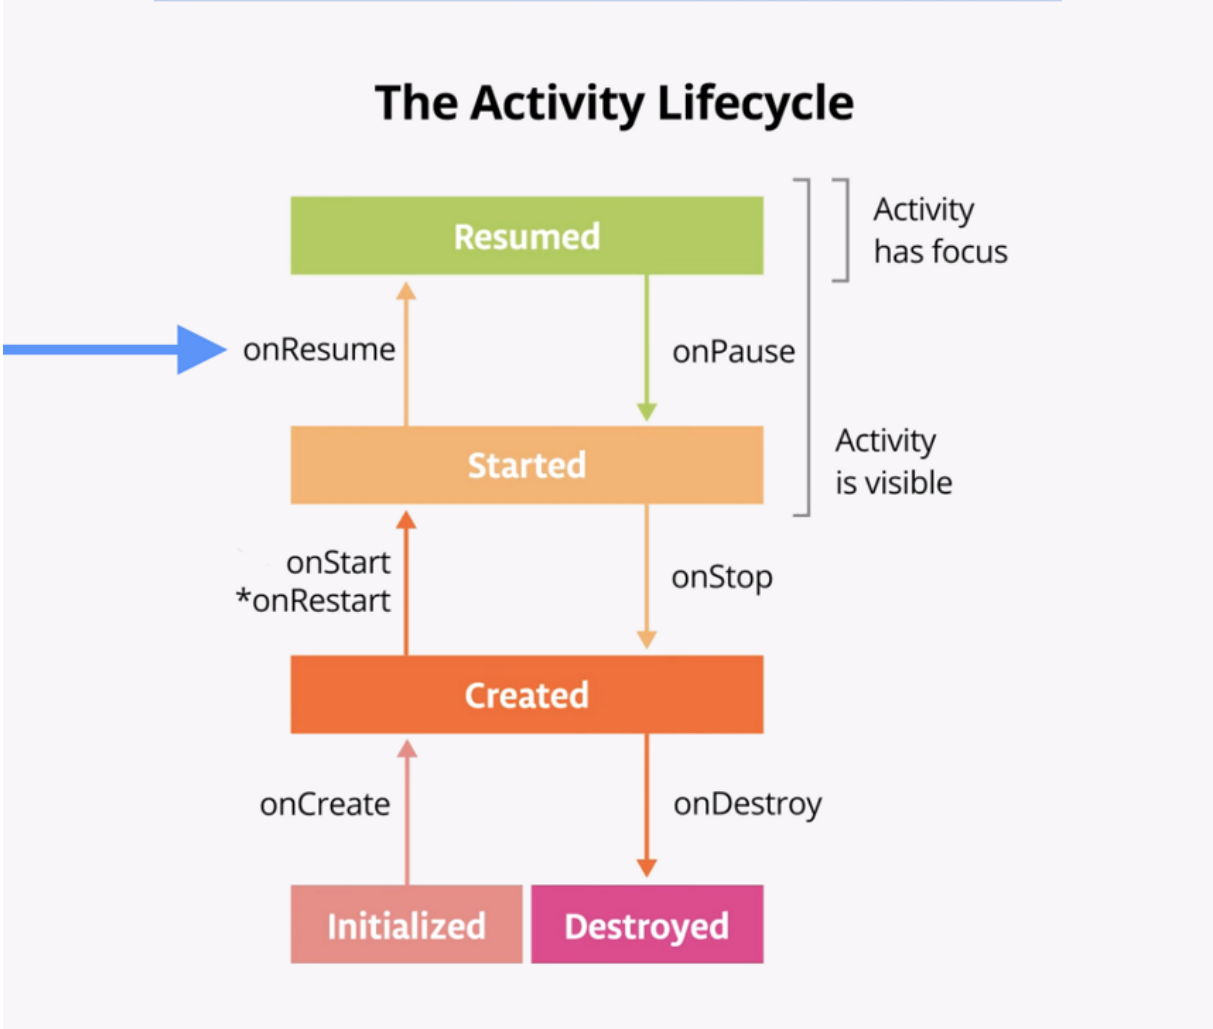 The Activity Lifecycle
Resumed
Activity
has focus
onResume
onPause
Started
Activity
is visible
onStart
*onRestart
onStop
Created
onCreate
onDestroy
Initialized
Destroyed